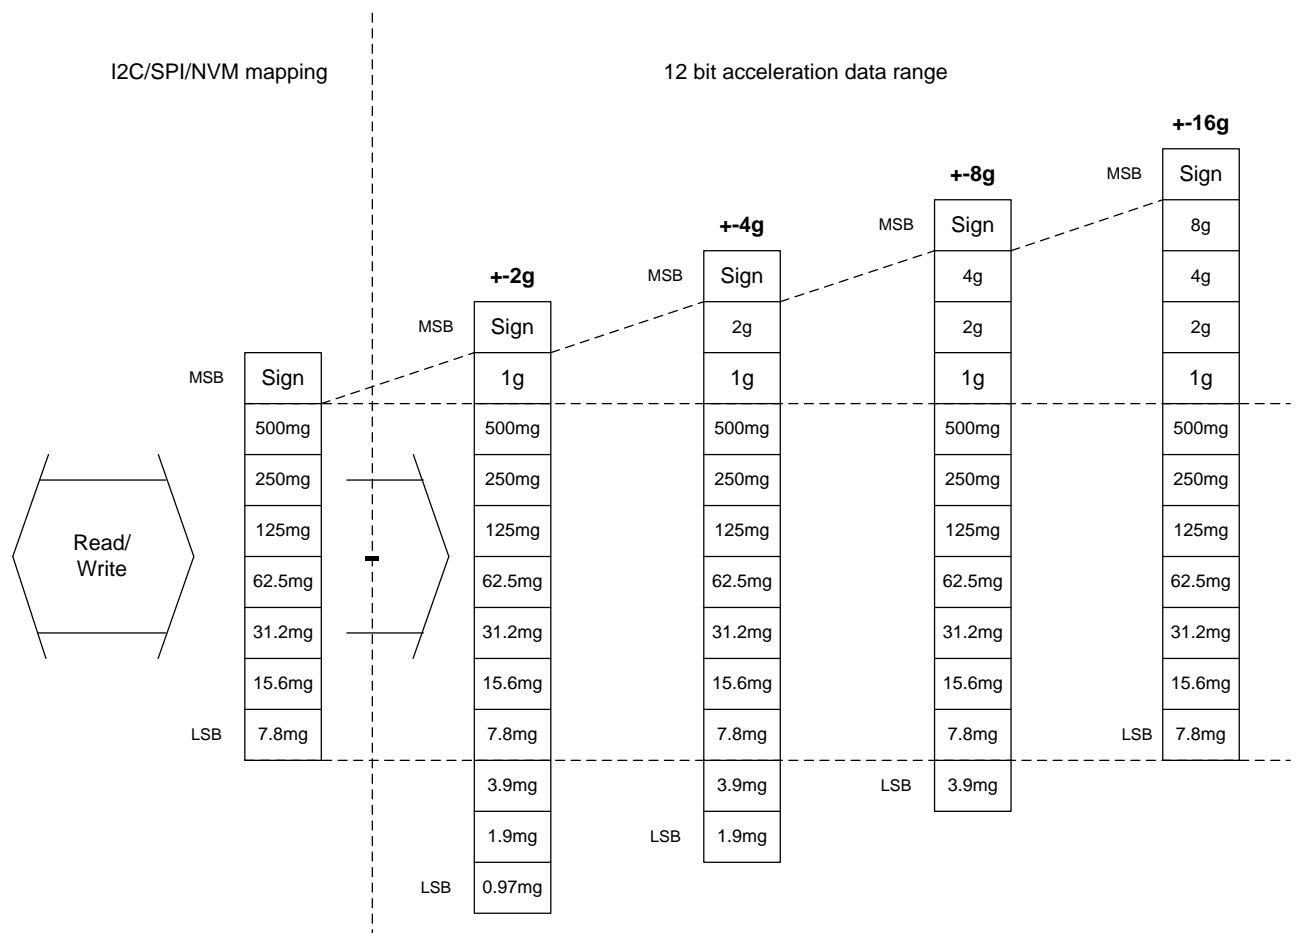 I2C/SPI/NVM mapping
12 bit acceleration data range
Read/
Write
MSB
Sign
500mg
250mg
125mg
62.5mg
31.2mg
15.6mg
LSB
7.8mg
+-2g
MSB
Sign
1g
500mg
250mg
125mg
62.5mg
31.2mg
15.6mg
7.8mg
3.9mg
1.9mg
LSB
0.97mg
+-4g
MSB
Sign
2g
1g
500mg
250mg
125mg
62.5mg
31.2mg
15.6mg
7.8mg
3.9mg
LSB
1.9mg
+-8g
MSB
Sign
4g
2g
1g
500mg
250mg
125mg
62.5mg
31.2mg
15.6mg
7.8mg
LSB
3.9mg
+-16g
MSB
Sign
8g
4g
2g
1g
500mg
250mg
125mg
62.5mg
31.2mg
15.6mg
LSB
7.8mg